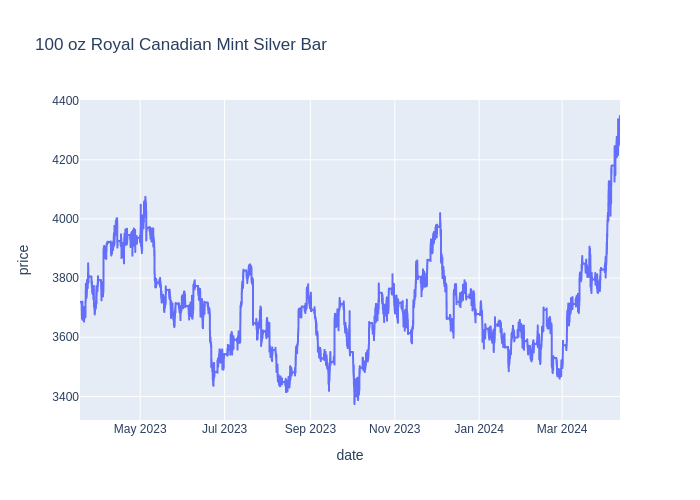 100 oz Royal Canadian Mint Silver Bar
4400
4200
4000
3800
3600
3400
price
May 2023 Jul 2023 Sep 2023 Nov 2023 Jan 2024 Mar 2024
date